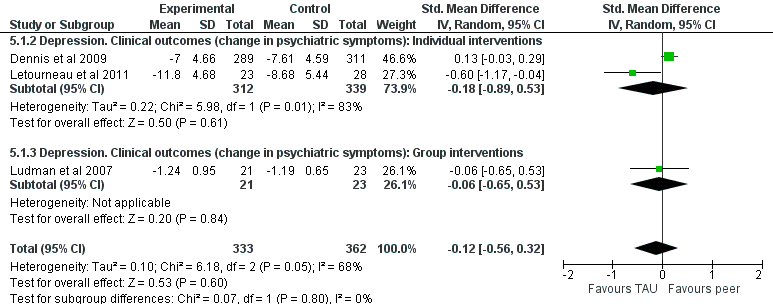 Experimental Control Std. Mean Difference Std. Mean Difference
Study or Subgroup Mean SD Total Mean SD Total Weight IV, Random, 95% CI IV, Random, 95% CI
5.1.2 Depression. Clinical outcomes (change in psychiatric symptoms): Individual interventions
Dennis et al 2009 -7 4.66 289 -7.61 4.59 311 46.6% 0.13 [-0.03, 0.29]
Letourneau et al 2011 -11.8 4.68 23 -8.68 5.44 28 27.3% -0.60 [-1.17, -0.04]
Subtotal (95% CI) 312 339 73.9% -0.18 [-0.89, 0.53]
Heterogeneity: Tau² = 0.22; Chi² = 5.98, df = 1 (P = 0.01); I² = 83%
Test for overall effect: Z = 0.50 (P = 0.61)
5.1.3 Depression. Clinical outcomes (change in psychiatric symptoms): Group interventions
Ludman et al 2007 -1.24 0.95 21 -1.19 0.65 23 26.1% -0.06 [-0.65, 0.53]
Subtotal (95% CI) 21 23 26.1% -0.06 [-0.65, 0.53]
Heterogeneity: Not applicable
Test for overall effect: Z = 0.20 (P = 0.84)
Total (95% CI) 333 362 100.0% -0.12 [-0.56, 0.32]
Heterogeneity: Tau² = 0.10; Chi² = 6.18, df = 2 (P = 0.05); I² = 68%
-2 -1 0 1 2
Test for overall effect: Z = 0.53 (P = 0.60)
Favours TAU Favours peer
Test for subgroup differences: Chi² = 0.07, df = 1 (P = 0.80), I² = 0%